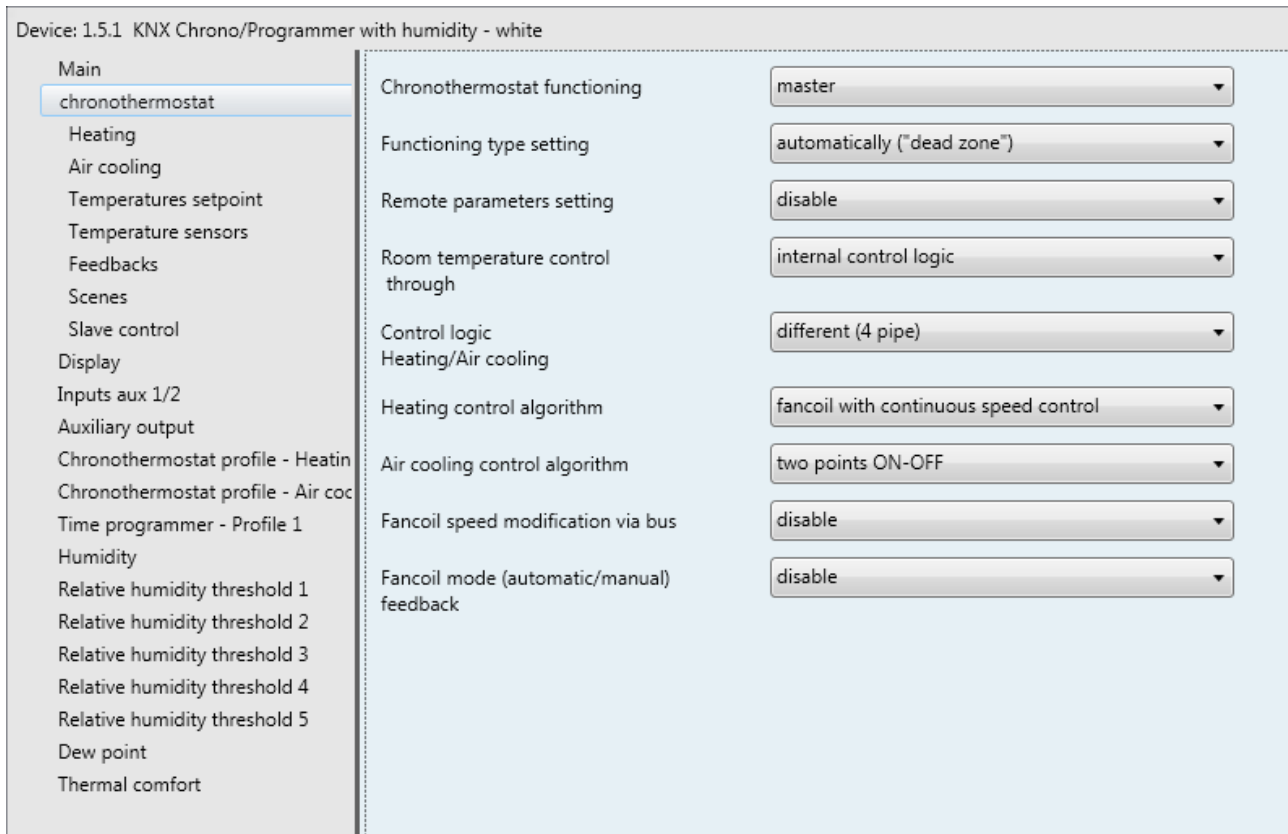 Device: 1.5.1 KNX Chrono/Programmer with humidity - white
Main
chronothermostat
Heating
Air cooling
Temperatures setpoint
Temperature sensors
Feedbacks
Scenes
Slave control
Display
Inputs aux 1/2
Auxiliary output
Chronothermostat profile - Heatin
Chronothermostat profile - Air coc
Time programmer - Profile 1
Humidity
Relative humidity threshold 1
Relative humidity threshold 2
Relative humidity threshold 3
Relative humidity threshold 4
Relative humidity threshold 5
Dew point
Thermal comfort
Chronothermostat functioning
master
Functioning type setting
automatically ("dead zone")
Remote parameters setting
disable
Room temperature control
through
internal control logic
Control logic
Heating/Air cooling
different (4 pipe)
Heating control algorithm
fancoil with continuous speed control
Air cooling control algorithm
two points ON-OFF
Fancoil speed modification via bus
disable
Fancoil mode (automatic/manual)
feedback
disable